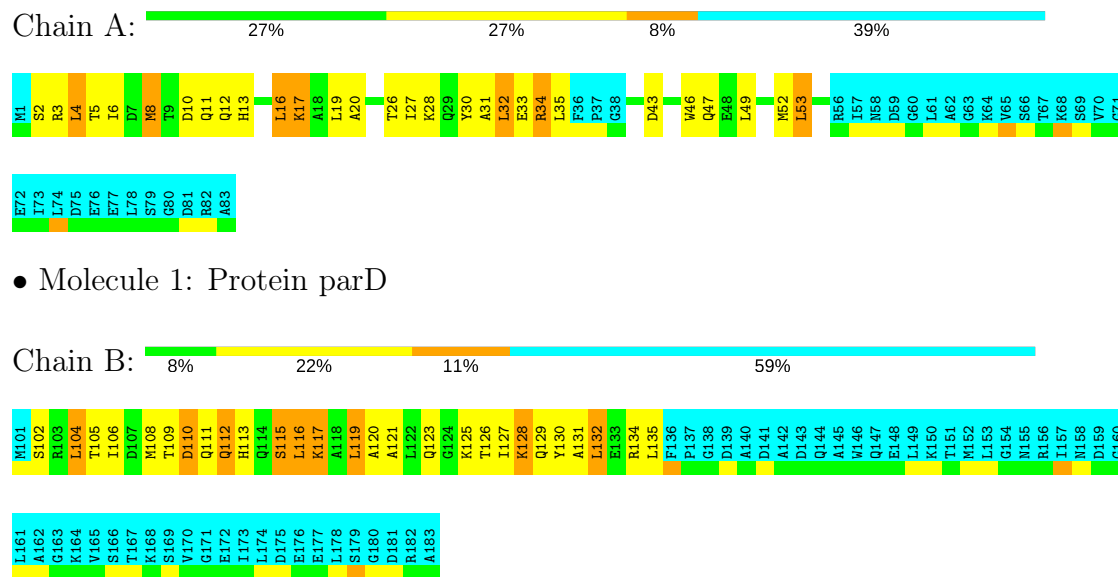 Chain A:
27% 27% 8% 39%
M1 S2 R3 L4 T5 I6 D7 M8 T9 D10 Q11 Q12 H13 L16 K17 A18 L19 A20 T26 I27 K28 Q29 Y30 A31 L32 E33 R34 L35 F36 P37 G38 D43 W46 Q47 E48 L49 M52 L53 R56 I57 N58 D59 G60 L61 A62 G63 K64 V65 S66 T67 K68 S69 V70 G71
E72 I73 L74 D75 E76 E77 L78 S79 G80 D81 R82 A83
• Molecule 1: Protein parD
Chain B:
8% 22% 11% 59%
M101 S102 R103 L104 T105 I106 D107 M108 T109 D110 Q111 Q112 H113 Q114 S115 L116 K117 A118 L119 A120 A121 L122 Q123 G124 K125 T126 I127 K128 Q129 Y130 A131 L132 E133 R134 L135 F136 P137 G138 D139 A140 D141 A142 D143 Q144 A145 W146 Q147 E148 L149 K150 T151 M152 L153 G154 N155 R156 I157 N158 D159 G160
L161 A162 G163 K164 V165 S166 T167 K168 S169 V170 G171 E172 I173 L174 D175 E176 E177 L178 S179 G180 D181 R182 A183